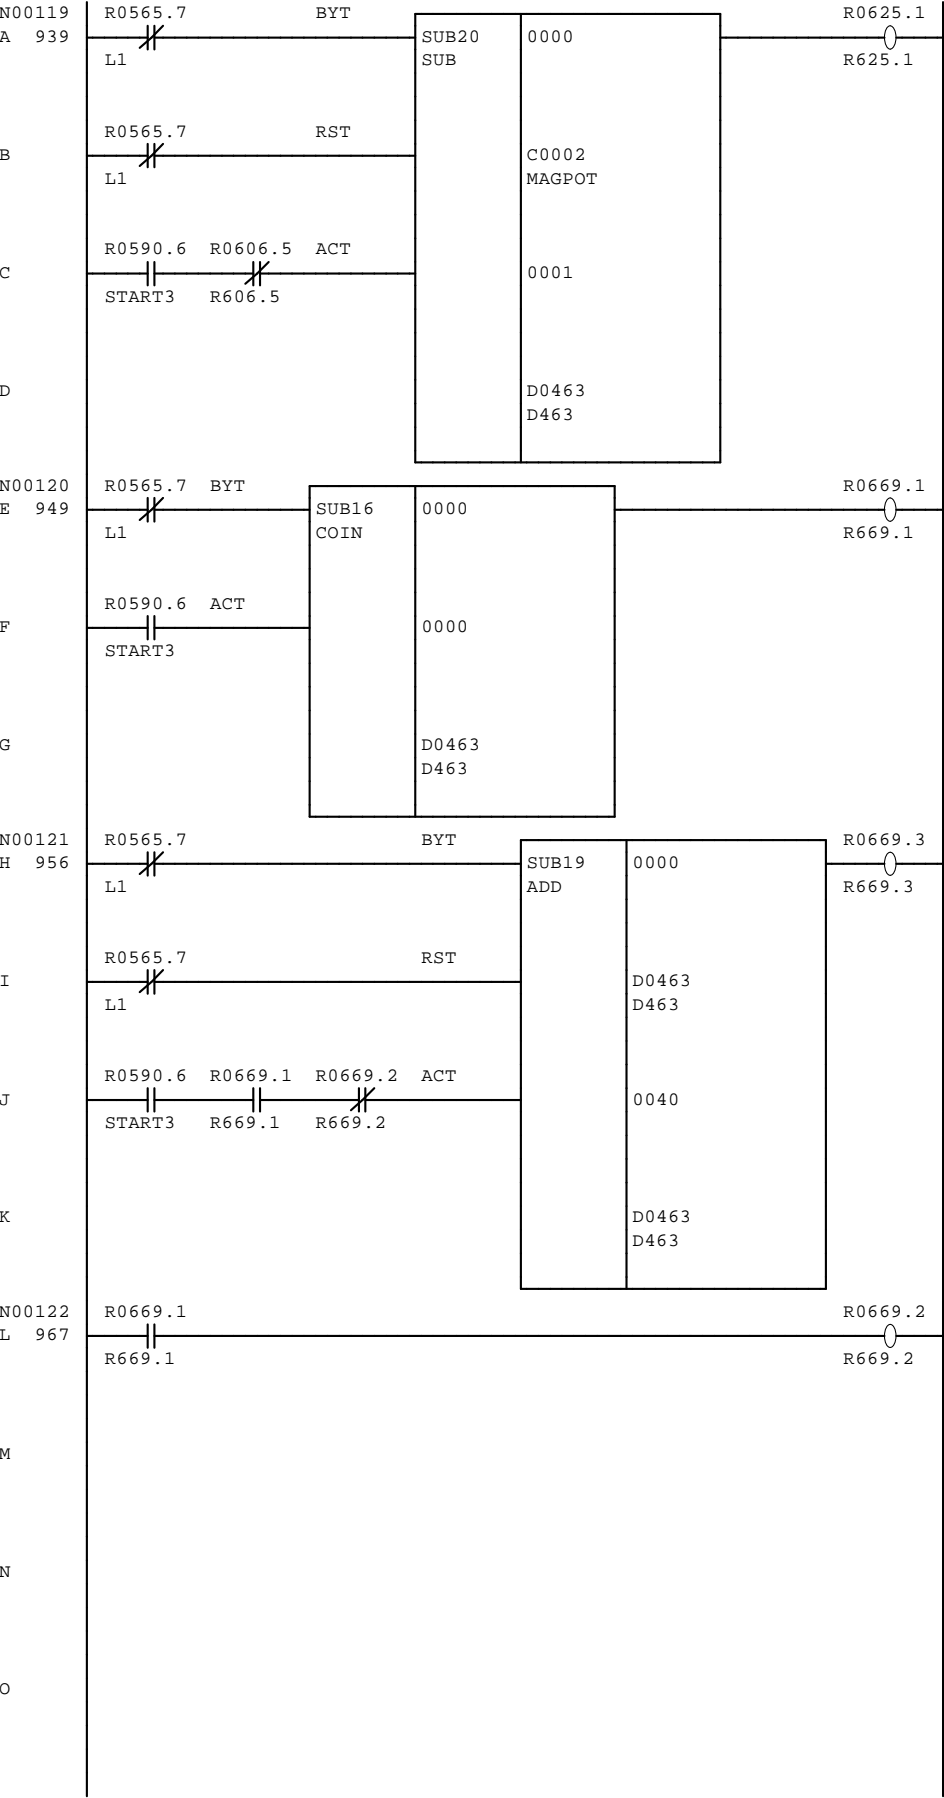 N00119 R0565.7 BYT R0625.1
A 939 SUB20 0000
L1 SUB R625.1
R0565.7 RST
B C0002
L1 MAGPOT
R0590.6 R0606.5 ACT
C 0001
START3 R606.5
D D0463
D463
N00120 R0565.7 BYT R0669.1
E 949 SUB16 0000
L1 COIN R669.1
R0590.6 ACT
F 0000
START3
G D0463
D463
N00121 R0565.7 BYT R0669.3
H 956 SUB19 0000
L1 ADD R669.3
R0565.7 RST
I D0463
L1 D463
R0590.6 R0669.1 R0669.2 ACT
J 0040
START3 R669.1 R669.2
K D0463
D463
N00122 R0669.1 R0669.2
L 967
R669.1 R669.2
M
N
O